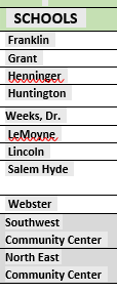 SCHOOLS
Franklin
Grant
Henninger
Huntington
Weeks, Dr.
LeMoyne
Lincoln
Salem Hyde
Webster
Southwest
Community Center
North East
Community Center